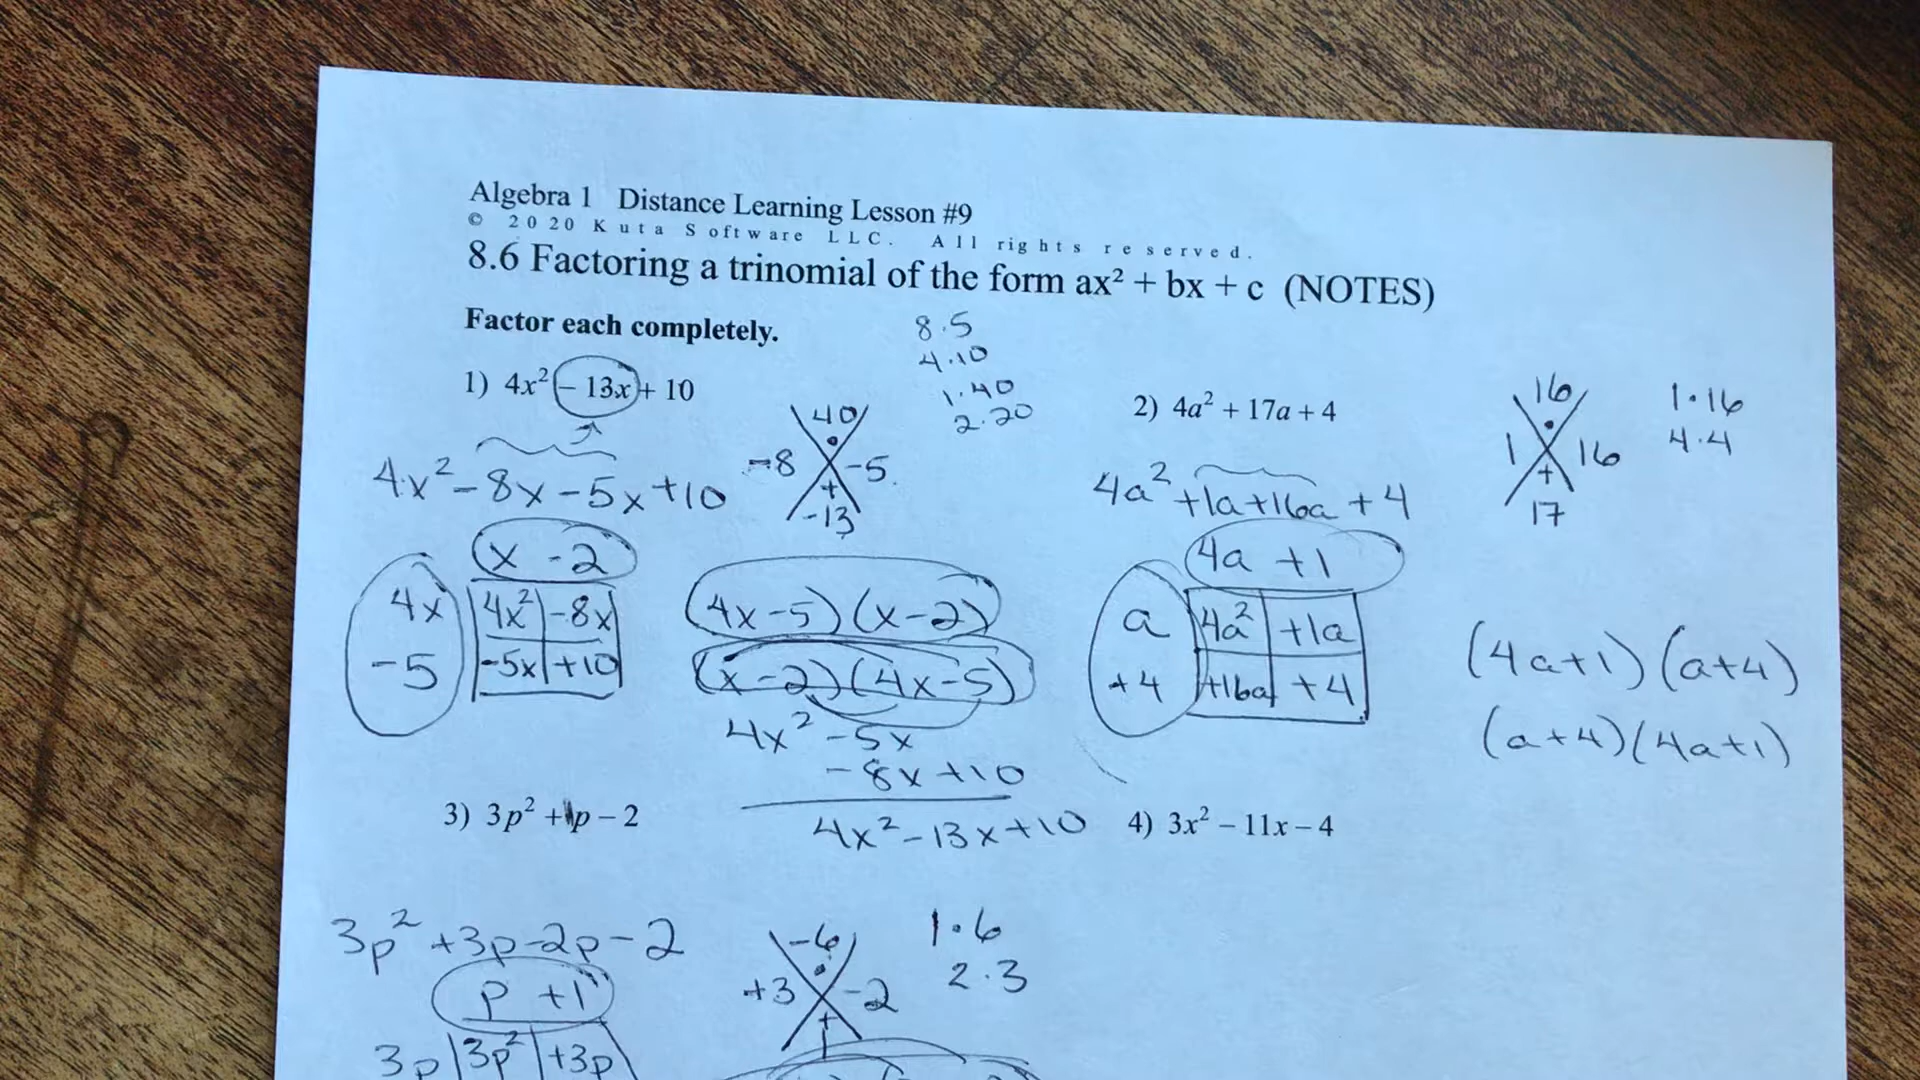 Algebra 1 Distance Learning Lesson #9
© 2020 Kuta Software LLC. All rights reserved.
8.6 Factoring a trinomial of the form ax² + bx + c (NOTES)
Factor each completely.
8·5
4·10
1·40
2·20
1) 4x² − 13x + 10
40
-8 -5
+
-13
4x² - 8x - 5x + 10
x -2
4x 4x² -8x
-5 -5x +10
(4x-5)(x-2)
(x-2)(4x-5)
4x² - 5x
- 8x + 10
4x² - 13x + 10
2) 4a² + 17a + 4
16
1 16
+
17
1·16
4·4
4a² + 1a + 16a + 4
4a +1
a 4a² +1a
+4 +16a +4
(4a+1)(a+4)
(a+4)(4a+1)
3) 3p² + 1p − 2
3p² + 3p - 2p - 2
-6
+3 -2
+
1
1·6
2·3
p +1
3p 3p² +3p
4) 3x² − 11x − 4